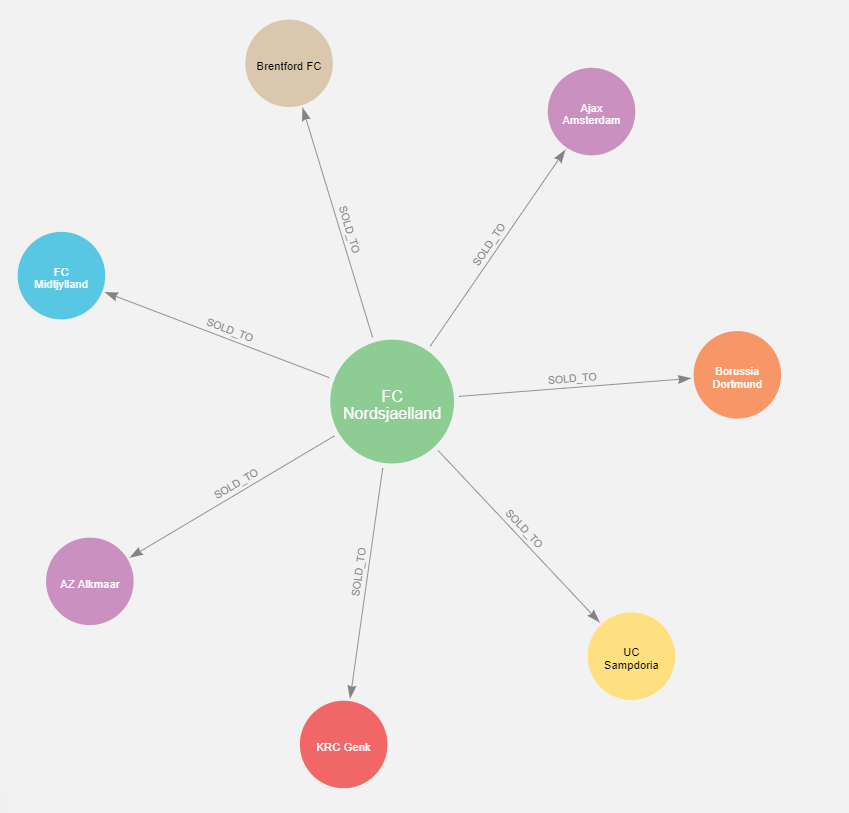 Brentford FC
Ajax
Amsterdam
SOLD_TO
SOLD_TO
FC
Midtjylland
SOLD_TO
Borussia
Dortmund
SOLD_TO
FC
Nordsjaelland
SOLD_TO
SOLD_TO
SOLD_TO
AZ Alkmaar
UC
Sampdoria
KRC Genk